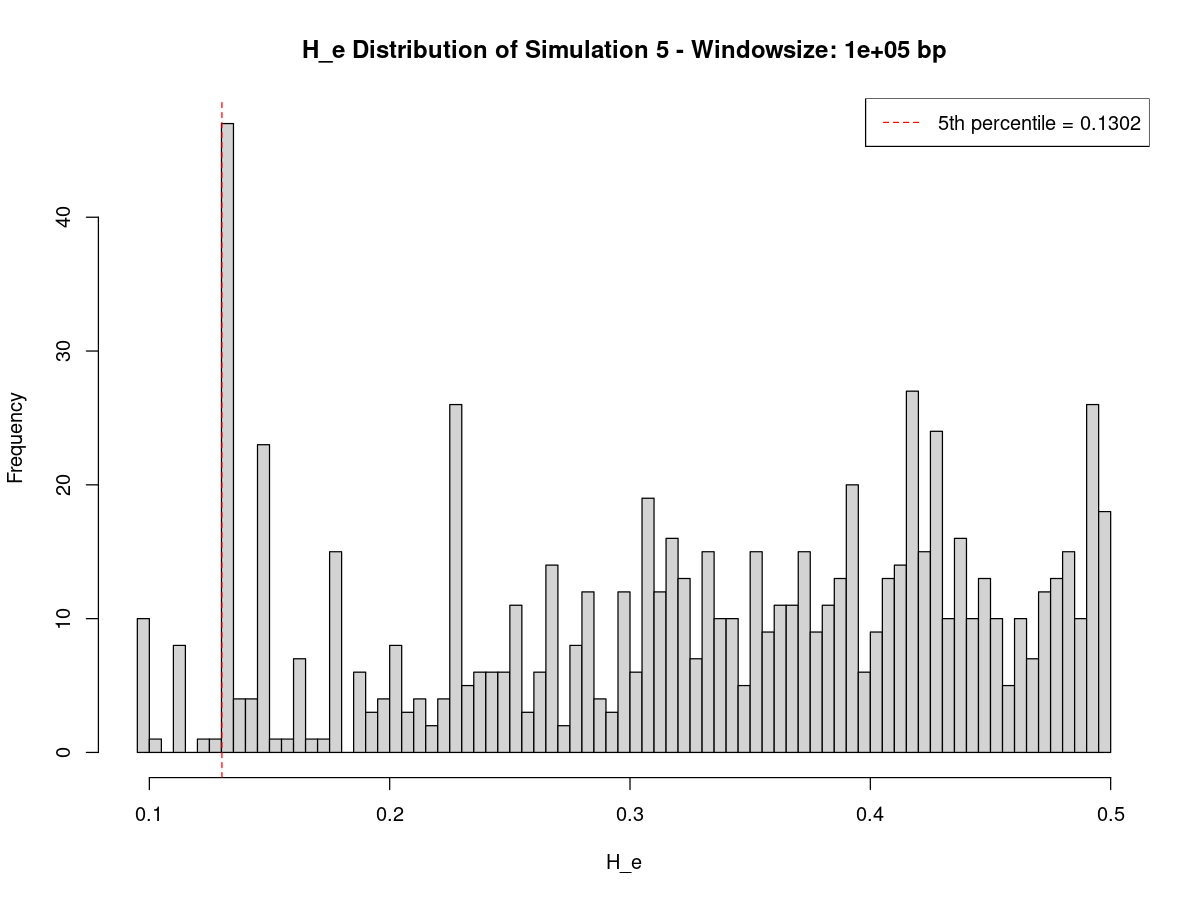 H_e Distribution of Simulation 5 - Windowsize: 1e+05 bp
5th percentile = 0.1302
Frequency
40
30
20
10
0
0.1 0.2 0.3 0.4 0.5
H_e